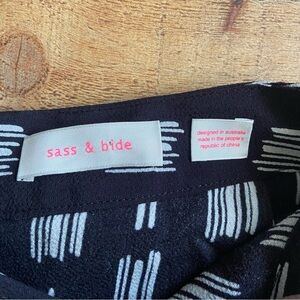 sass & bide
designed in australia
made in the people's
republic of china